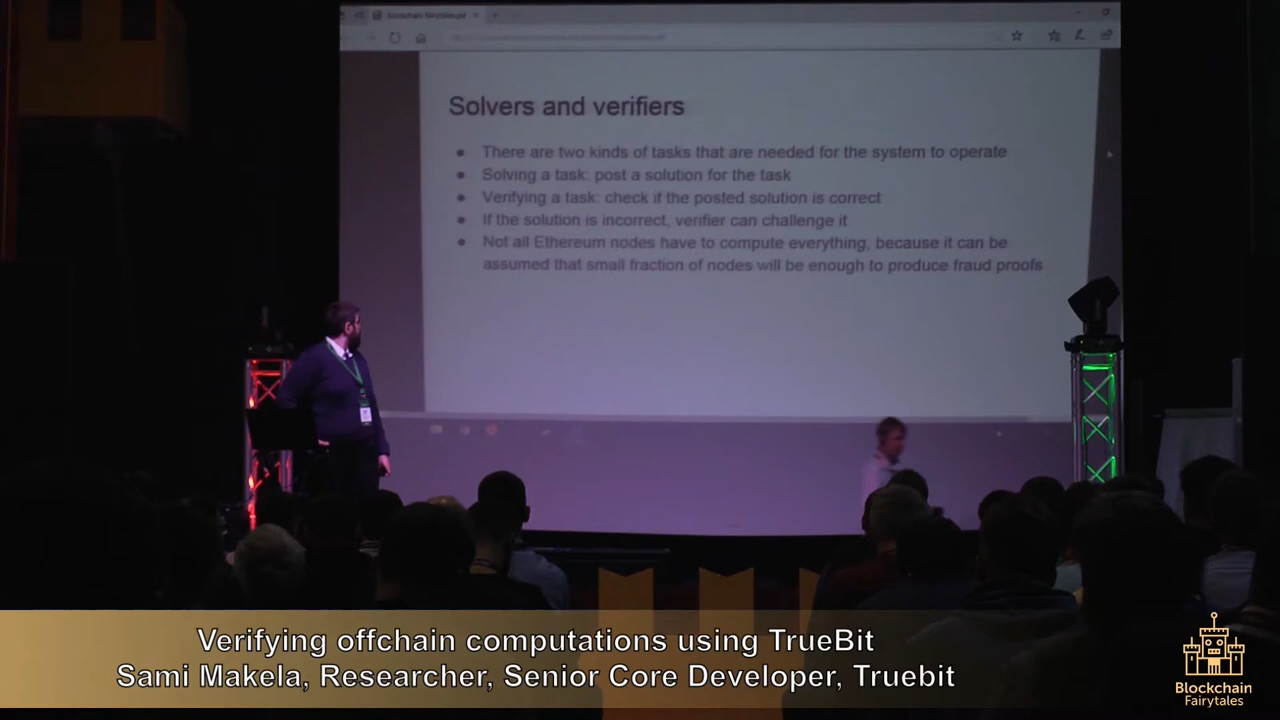 blockchain fairytales.pdf
Solvers and verifiers
● There are two kinds of tasks that are needed for the system to operate
● Solving a task: post a solution for the task
● Verifying a task: check if the posted solution is correct
● If the solution is incorrect, verifier can challenge it
● Not all Ethereum nodes have to compute everything, because it can be
assumed that small fraction of nodes will be enough to produce fraud proofs
Verifying offchain computations using TrueBit
Sami Makela, Researcher, Senior Core Developer, Truebit
Blockchain
Fairytales